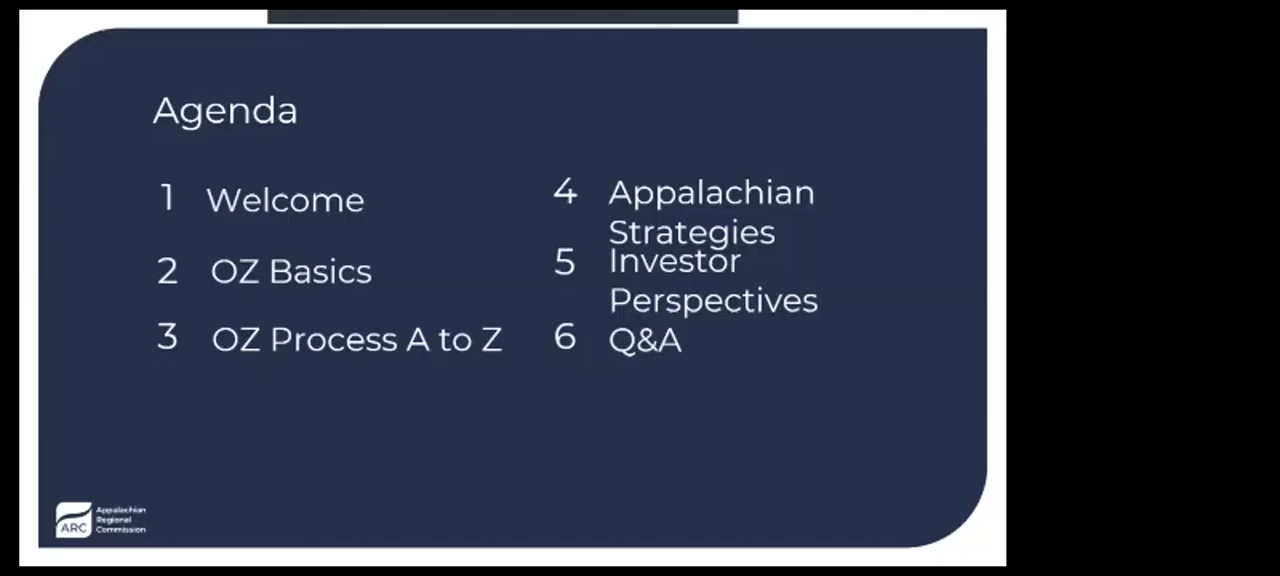 Agenda
1 Welcome
2 OZ Basics
3 OZ Process A to Z
4 Appalachian
Strategies
5 Investor
Perspectives
6 Q&A
ARC
Appalachian
Regional
Commission